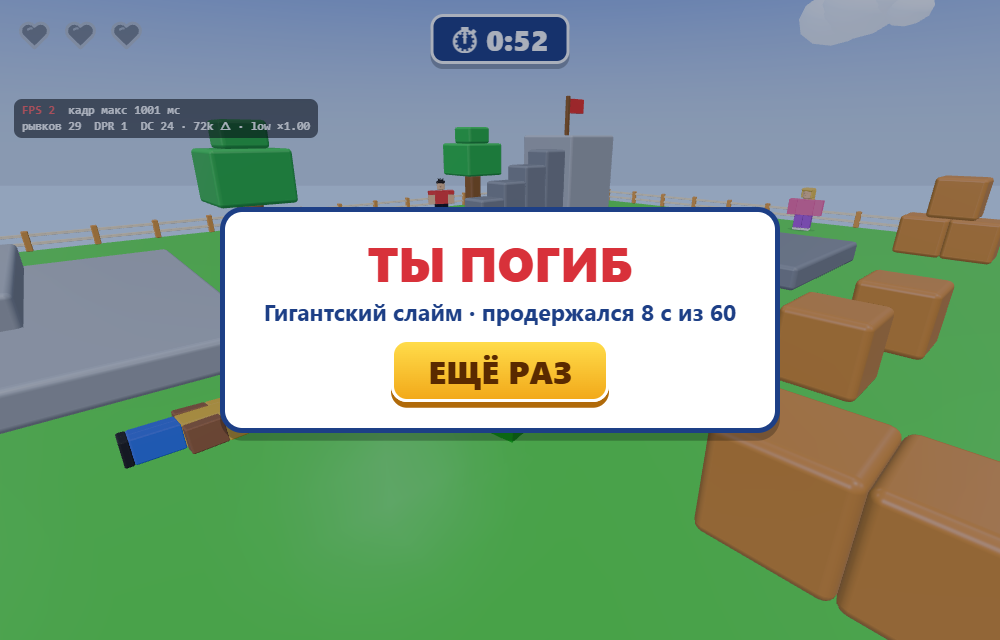 0:52
FPS 2 кадр макс 1001 мс
рывков 29 DPR 1 DC 24 · 72k △ · low ×1.00
ТЫ ПОГИБ
Гигантский слайм · продержался 8 с из 60
ЕЩЁ РАЗ